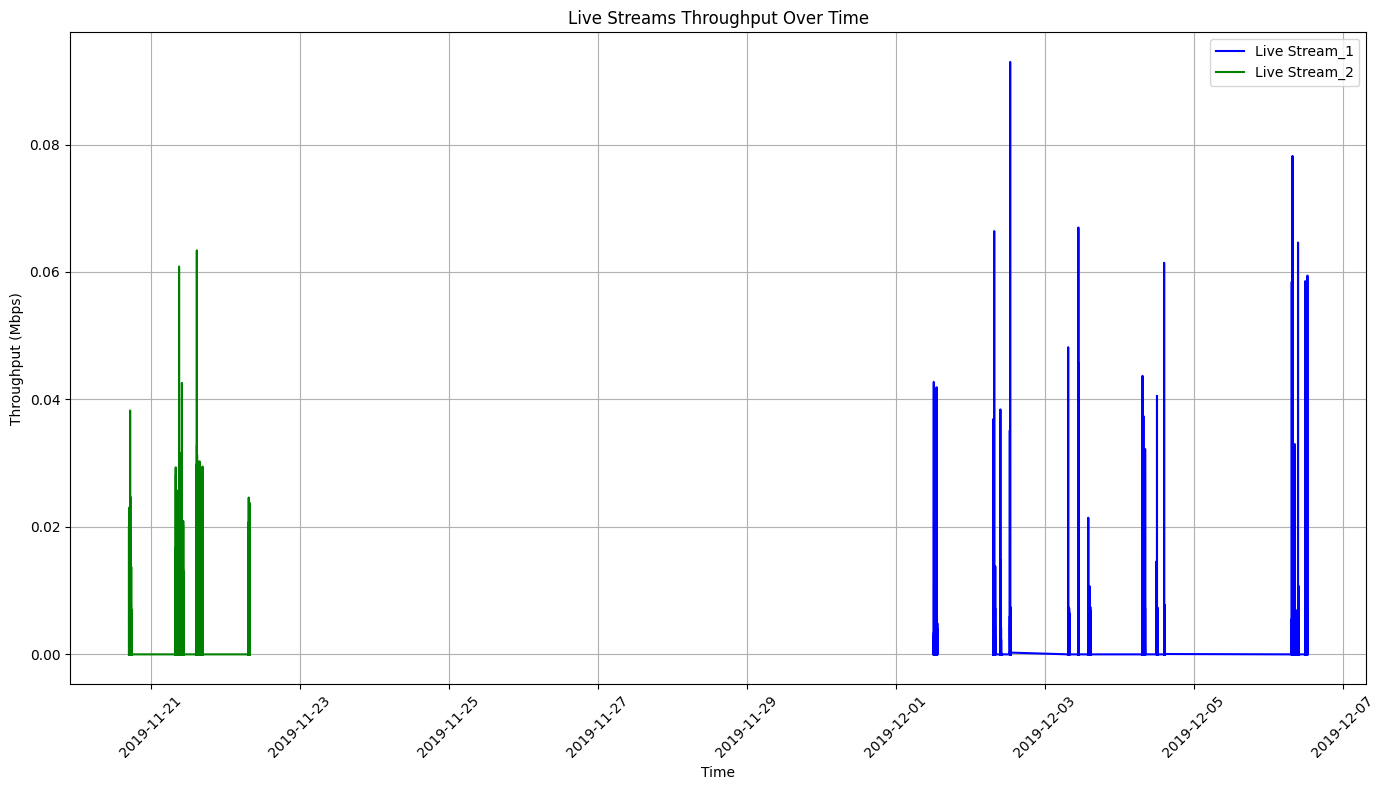 Live Streams Throughput Over Time
Live Stream_1
Live Stream_2
Throughput (Mbps)
0.08
0.06
0.04
0.02
0.00
2019-11-21
2019-11-23
2019-11-25
2019-11-27
2019-11-29
2019-12-01
2019-12-03
2019-12-05
2019-12-07
Time